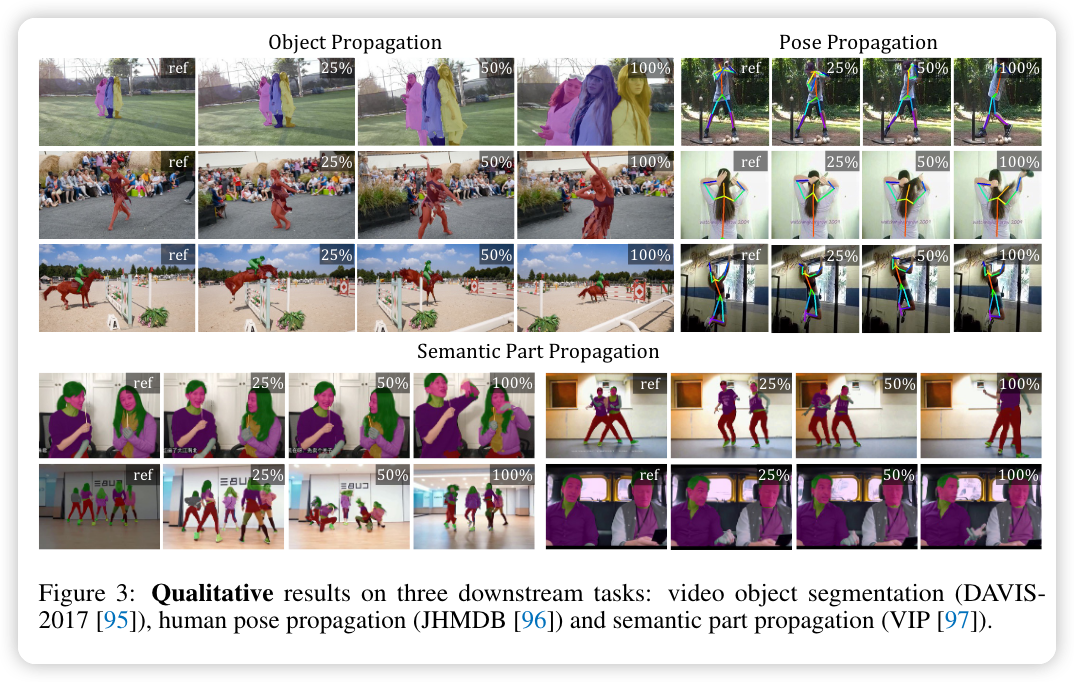 Object Propagation
Pose Propagation
ref 25% 50% 100% ref 25% 50% 100%
ref 25% 50% 100% ref 25% 50% 100%
ref 25% 50% 100% ref 25% 50% 100%
Semantic Part Propagation
ref 25% 50% 100% ref 25% 50% 100%
ref 25% 50% 100% ref 25% 50% 100%
Figure 3: Qualitative results on three downstream tasks: video object segmentation (DAVIS-
2017 [95]), human pose propagation (JHMDB [96]) and semantic part propagation (VIP [97]).